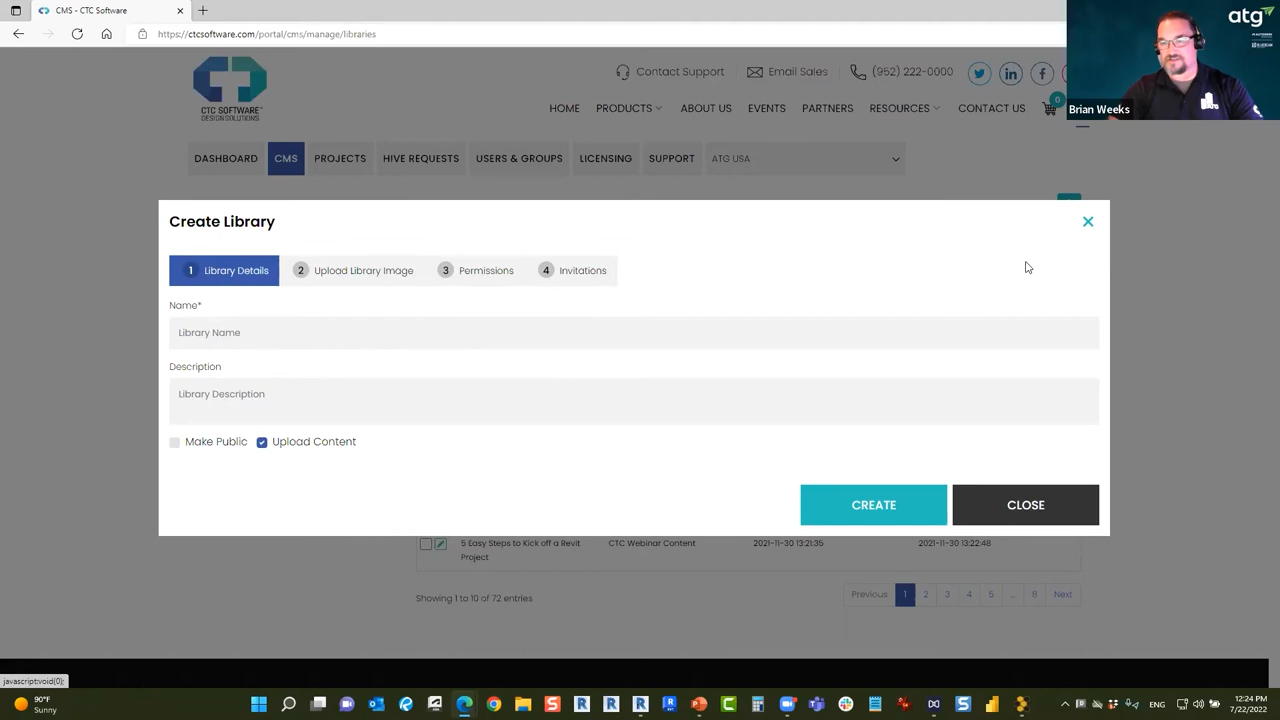 CMS - CTC Software
https://ctcsoftware.com/portal/cms/manage/libraries
atg
Brian Weeks
CTC SOFTWARE
DESIGN SOLUTIONS
Contact Support
Email Sales
(952) 222-0000
HOME
PRODUCTS
ABOUT US
EVENTS
PARTNERS
RESOURCES
CONTACT US
0
DASHBOARD
CMS
PROJECTS
HIVE REQUESTS
USERS & GROUPS
LICENSING
SUPPORT
ATG USA
Create Library
1 Library Details
2 Upload Library Image
3 Permissions
4 Invitations
Name*
Library Name
Description
Library Description
Make Public
Upload Content
CREATE
CLOSE
5 Easy Steps to Kick off a Revit
Project
CTC Webinar Content
2021-11-30 13:21:35
2021-11-30 13:22:48
Showing 1 to 10 of 72 entries
Previous 1 2 3 4 5 ... 8 Next
javascript:void(0);
90°F
Sunny
ENG
12:24 PM
7/22/2022